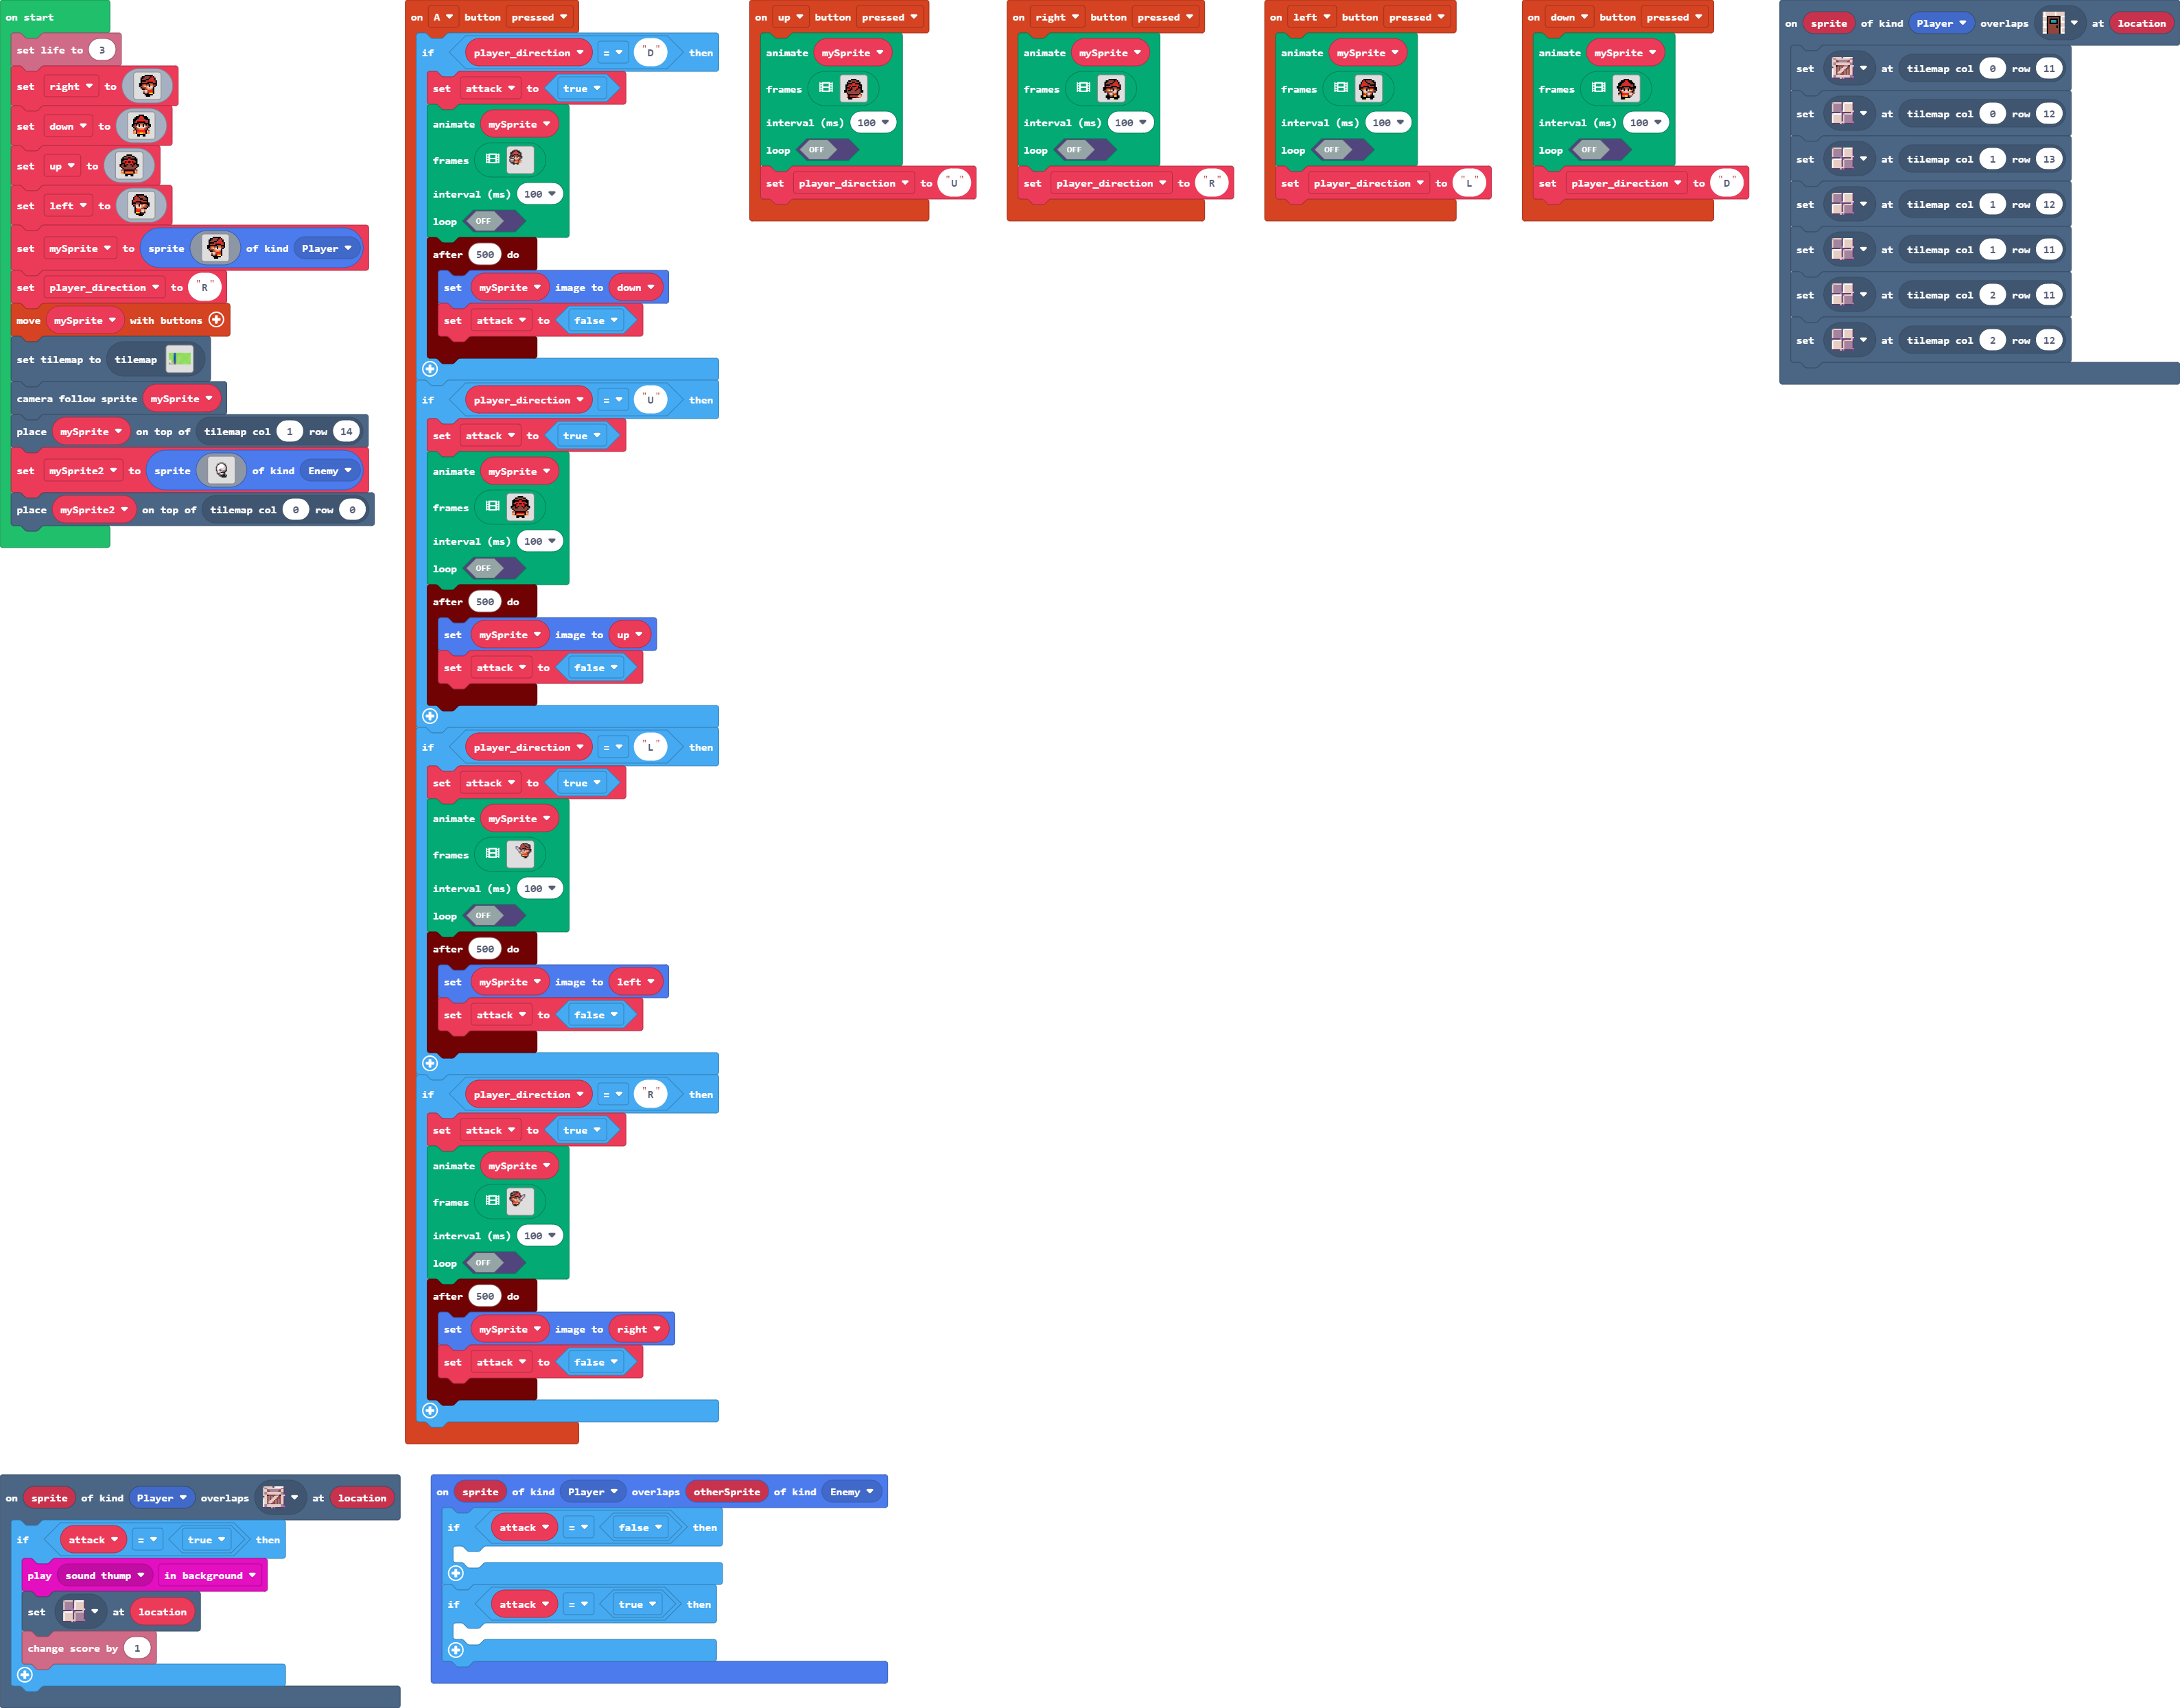 on start
set life to 3
set right to
set down to
set up to
set left to
set mySprite to sprite of kind Player
set player_direction to "R"
move mySprite with buttons
set tilemap to tilemap
camera follow sprite mySprite
place mySprite on top of tilemap col 1 row 14
set mySprite2 to sprite of kind Enemy
place mySprite2 on top of tilemap col 0 row 0
on A button pressed
if player_direction = "D" then
set attack to true
animate mySprite
frames
interval (ms) 100
loop OFF
after 500 do
set mySprite image to down
set attack to false
if player_direction = "U" then
set attack to true
animate mySprite
frames
interval (ms) 100
loop OFF
after 500 do
set mySprite image to up
set attack to false
if player_direction = "L" then
set attack to true
animate mySprite
frames
interval (ms) 100
loop OFF
after 500 do
set mySprite image to left
set attack to false
if player_direction = "R" then
set attack to true
animate mySprite
frames
interval (ms) 100
loop OFF
after 500 do
set mySprite image to right
set attack to false
on up button pressed
animate mySprite
frames
interval (ms) 100
loop OFF
set player_direction to "U"
on right button pressed
animate mySprite
frames
interval (ms) 100
loop OFF
set player_direction to "R"
on left button pressed
animate mySprite
frames
interval (ms) 100
loop OFF
set player_direction to "L"
on down button pressed
animate mySprite
frames
interval (ms) 100
loop OFF
set player_direction to "D"
on sprite of kind Player overlaps at location
set at tilemap col 0 row 11
set at tilemap col 0 row 12
set at tilemap col 1 row 13
set at tilemap col 1 row 12
set at tilemap col 1 row 11
set at tilemap col 2 row 11
set at tilemap col 2 row 12
on sprite of kind Player overlaps at location
if attack = true then
play sound thump in background
set at location
change score by 1
on sprite of kind Player overlaps otherSprite of kind Enemy
if attack = false then
if attack = true then